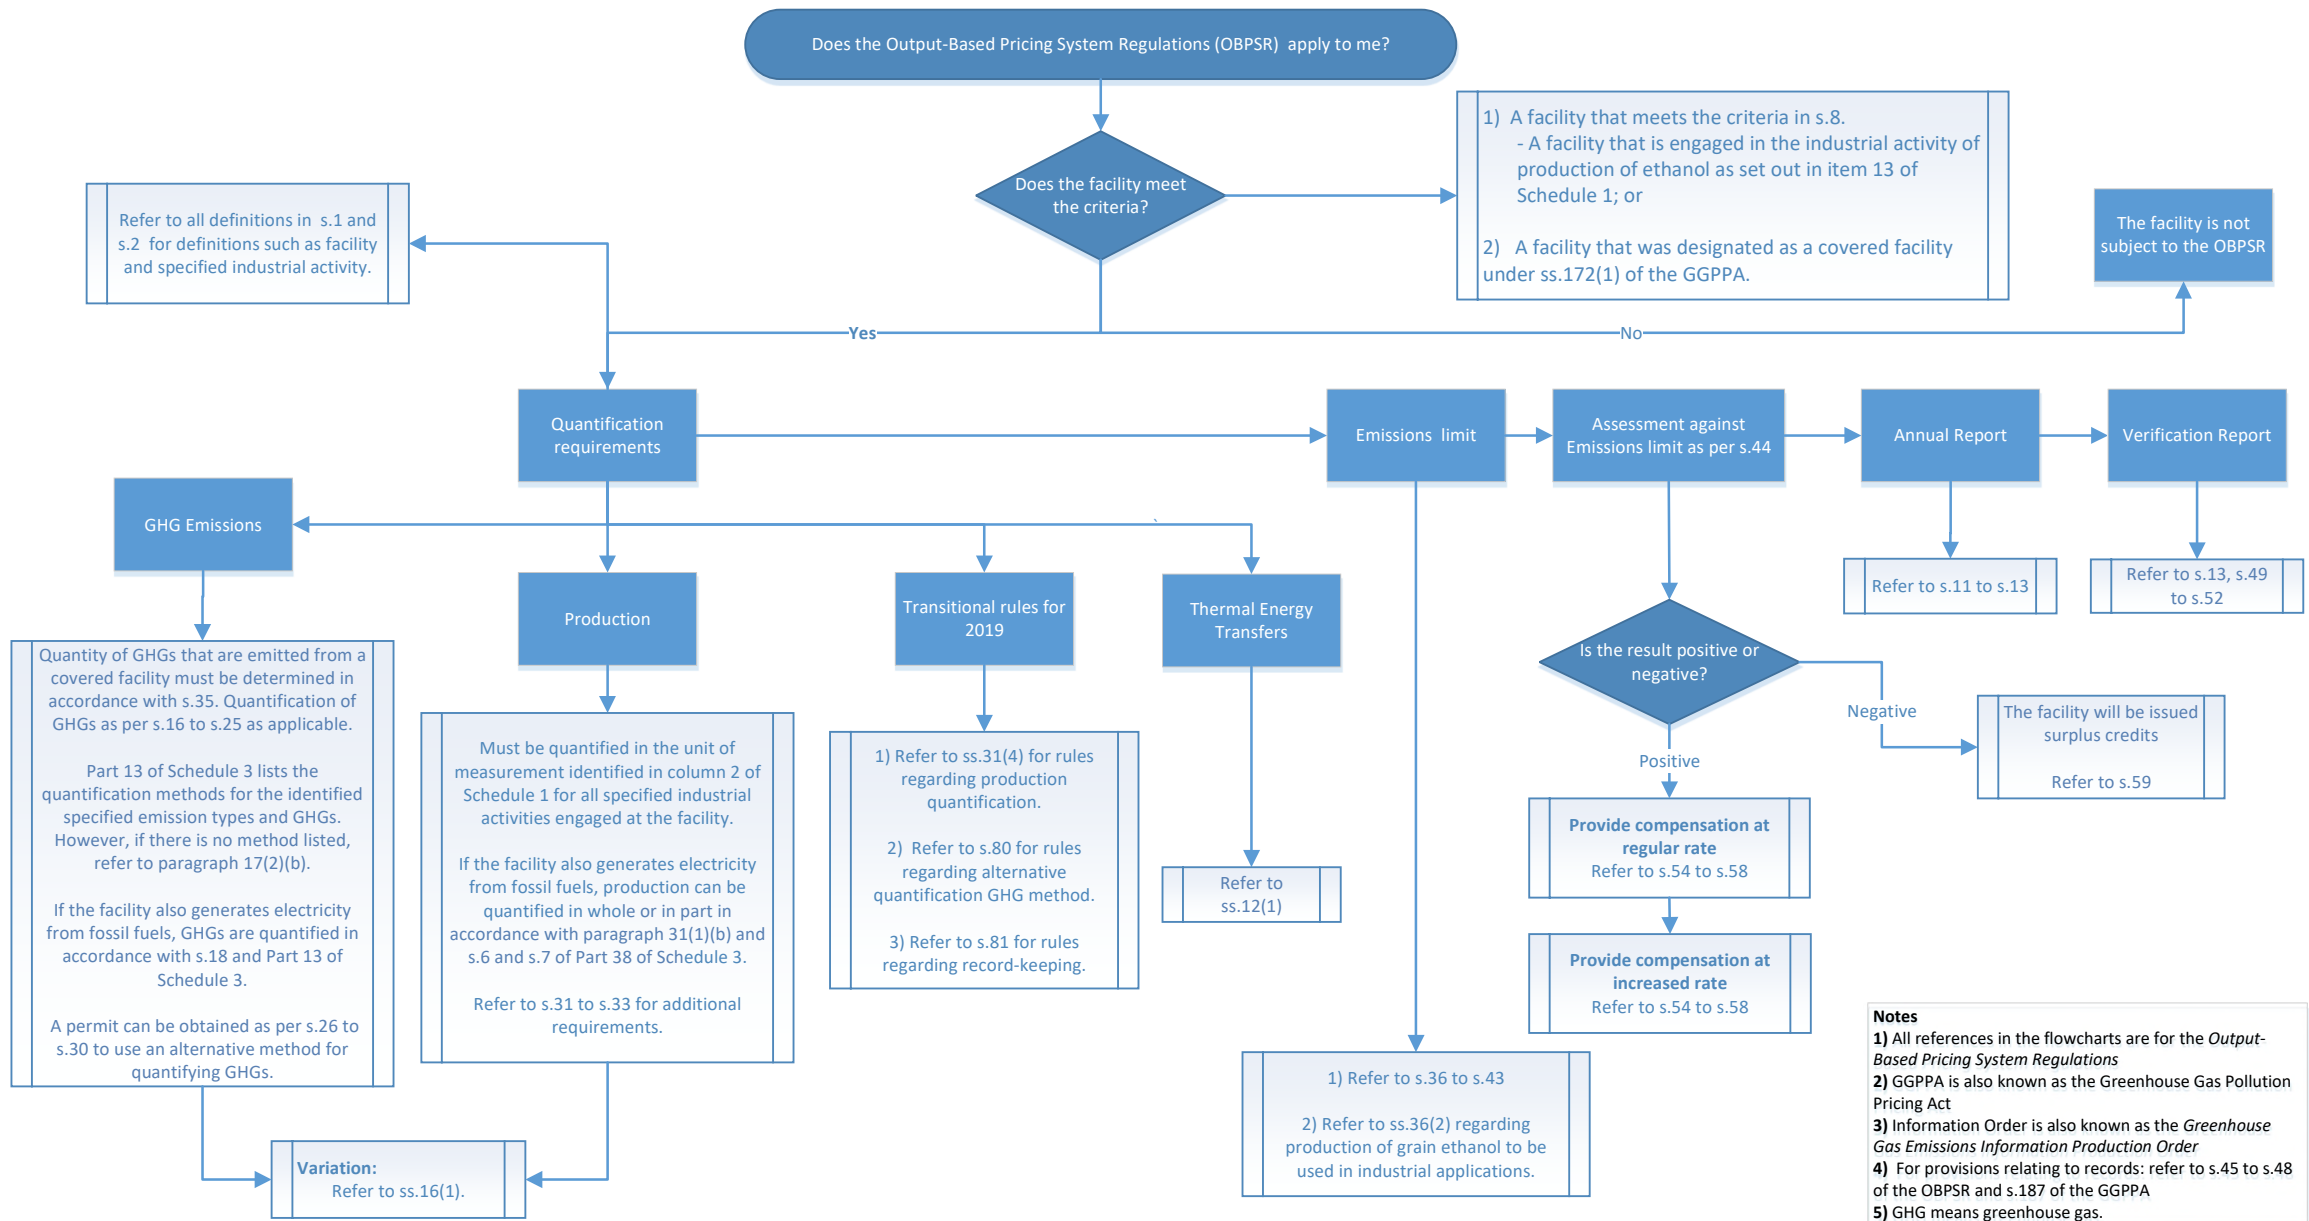 Does the Output-Based Pricing System Regulations (OBPSR) apply to me?
Does the facility meet
the criteria?
1) A facility that meets the criteria in s.8.
- A facility that is engaged in the industrial activity of
production of ethanol as set out in item 13 of
Schedule 1; or
2) A facility that was designated as a covered facility
under ss.172(1) of the GGPPA.
Refer to all definitions in s.1 and
s.2 for definitions such as facility
and specified industrial activity.
The facility is not
subject to the OBPSR
Yes
No
Quantification
requirements
Emissions limit
Assessment against
Emissions limit as per s.44
Annual Report
Verification Report
GHG Emissions
Production
Transitional rules for
2019
Thermal Energy
Transfers
`
Refer to s.11 to s.13
Refer to s.13, s.49
to s.52
Quantity of GHGs that are emitted from a
covered facility must be determined in
accordance with s.35. Quantification of
GHGs as per s.16 to s.25 as applicable.
Part 13 of Schedule 3 lists the
quantification methods for the identified
specified emission types and GHGs.
However, if there is no method listed,
refer to paragraph 17(2)(b).
If the facility also generates electricity
from fossil fuels, GHGs are quantified in
accordance with s.18 and Part 13 of
Schedule 3.
A permit can be obtained as per s.26 to
s.30 to use an alternative method for
quantifying GHGs.
Must be quantified in the unit of
measurement identified in column 2 of
Schedule 1 for all specified industrial
activities engaged at the facility.
If the facility also generates electricity
from fossil fuels, production can be
quantified in whole or in part in
accordance with paragraph 31(1)(b) and
s.6 and s.7 of Part 38 of Schedule 3.
Refer to s.31 to s.33 for additional
requirements.
1) Refer to ss.31(4) for rules
regarding production
quantification.
2) Refer to s.80 for rules
regarding alternative
quantification GHG method.
3) Refer to s.81 for rules
regarding record-keeping.
Refer to
ss.12(1)
Is the result positive or
negative?
Negative
The facility will be issued
surplus credits
Refer to s.59
Positive
Provide compensation at
regular rate
Refer to s.54 to s.58
Provide compensation at
increased rate
Refer to s.54 to s.58
1) Refer to s.36 to s.43
2) Refer to ss.36(2) regarding
production of grain ethanol to be
used in industrial applications.
Variation:
Refer to ss.16(1).
Notes
1) All references in the flowcharts are for the Output-
Based Pricing System Regulations
2) GGPPA is also known as the Greenhouse Gas Pollution
Pricing Act
3) Information Order is also known as the Greenhouse
Gas Emissions Information Production Order
4) For provisions relating to records: refer to s.45 to s.48
of the OBPSR and s.187 of the GGPPA
5) GHG means greenhouse gas.